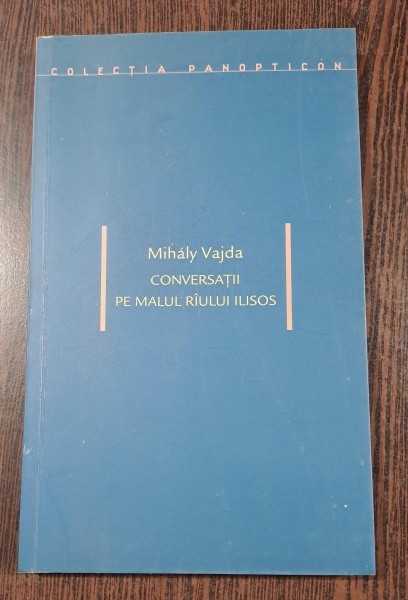 COLECȚIA PANOPTICON
Mihály Vajda
CONVERSAȚII
PE MALUL RÎULUI ILISOS